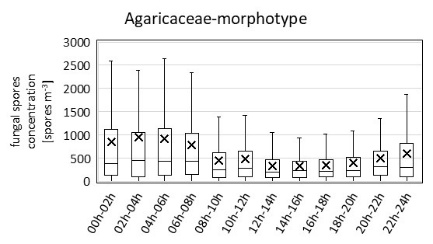 Agaricaceae-morphotype
fungal spores
concentration
[spores m⁻³]
3000
2500
2000
1500
1000
500
0
00h-02h
02h-04h
04h-06h
06h-08h
08h-10h
10h-12h
12h-14h
14h-16h
16h-18h
18h-20h
20h-22h
22h-24h